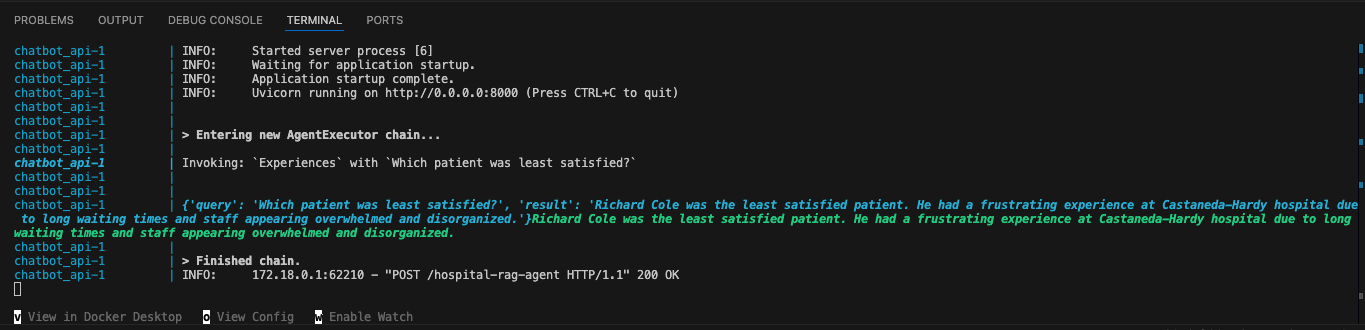 PROBLEMS OUTPUT DEBUG CONSOLE TERMINAL PORTS
chatbot_api-1 | INFO: Started server process [6]
chatbot_api-1 | INFO: Waiting for application startup.
chatbot_api-1 | INFO: Application startup complete.
chatbot_api-1 | INFO: Uvicorn running on http://0.0.0.0:8000 (Press CTRL+C to quit)
chatbot_api-1 |
chatbot_api-1 |
chatbot_api-1 | > Entering new AgentExecutor chain...
chatbot_api-1 |
chatbot_api-1 | Invoking: `Experiences` with `Which patient was least satisfied?`
chatbot_api-1 |
chatbot_api-1 |
chatbot_api-1 | {'query': 'Which patient was least satisfied?', 'result': 'Richard Cole was the least satisfied patient. He had a frustrating experience at Castaneda-Hardy hospital due
to long waiting times and staff appearing overwhelmed and disorganized.'}Richard Cole was the least satisfied patient. He had a frustrating experience at Castaneda-Hardy hospital due to long
waiting times and staff appearing overwhelmed and disorganized.
chatbot_api-1 |
chatbot_api-1 | > Finished chain.
chatbot_api-1 | INFO: 172.18.0.1:62210 - "POST /hospital-rag-agent HTTP/1.1" 200 OK
v View in Docker Desktop o View Config w Enable Watch